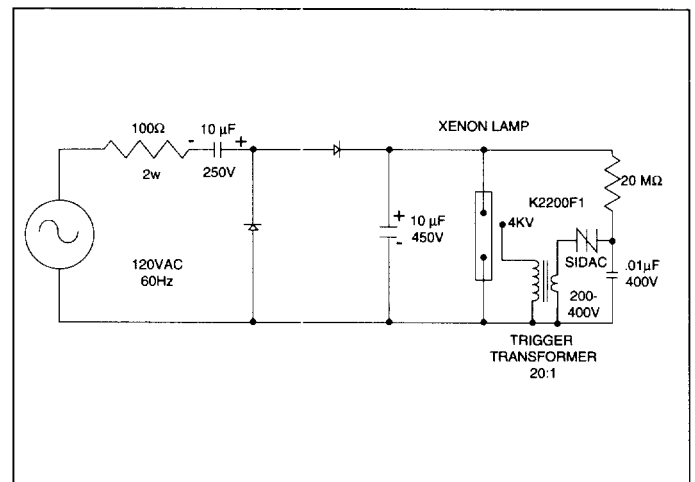 100Ω
2w
- 10 µF +
250V
120VAC
60Hz
+ 10 µF
- 450V
XENON LAMP
4KV
K2200F1
20 MΩ
SIDAC
.01µF
400V
200-
400V
TRIGGER
TRANSFORMER
20:1